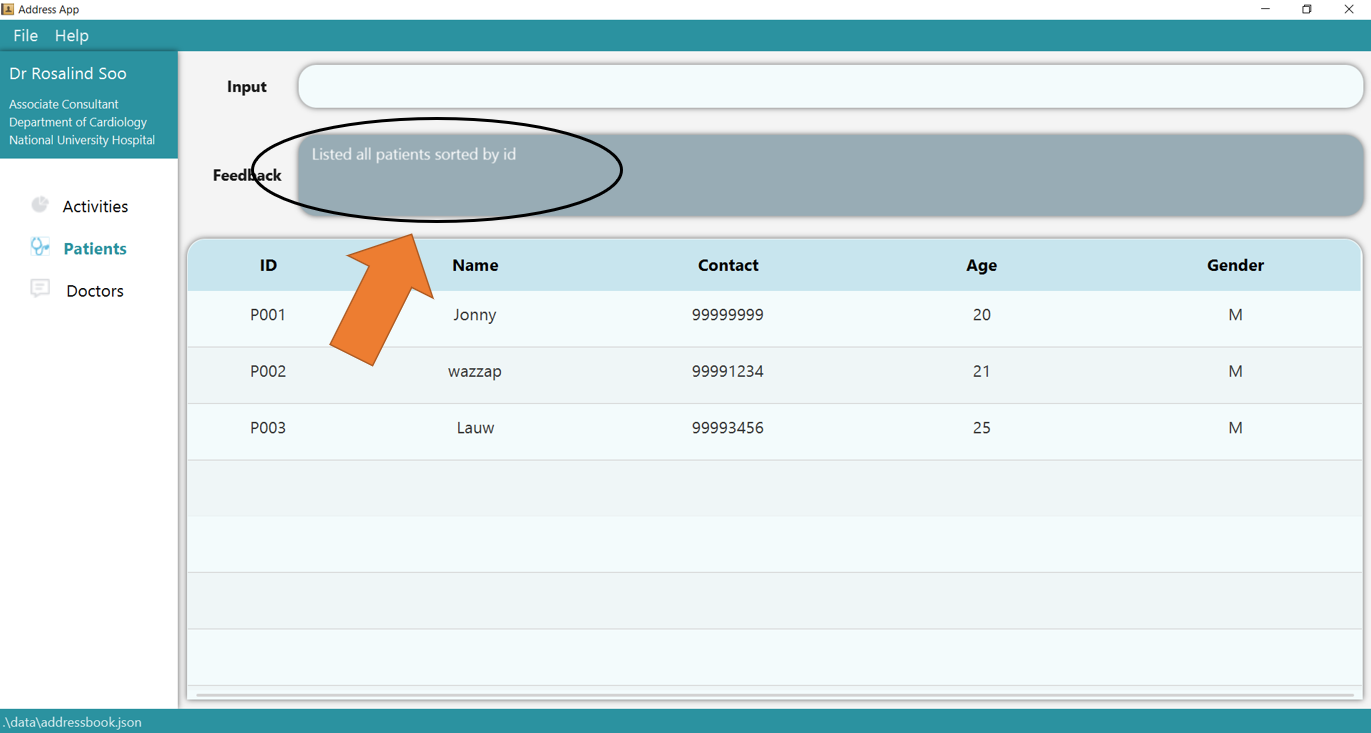 Address App
File Help
Dr Rosalind Soo
Associate Consultant
Department of Cardiology
National University Hospital
Activities
Patients
Doctors
Input
Feedback
Listed all patients sorted by id
ID Name Contact Age Gender
P001 Jonny 99999999 20 M
P002 wazzap 99991234 21 M
P003 Lauw 99993456 25 M
.\data\addressbook.json